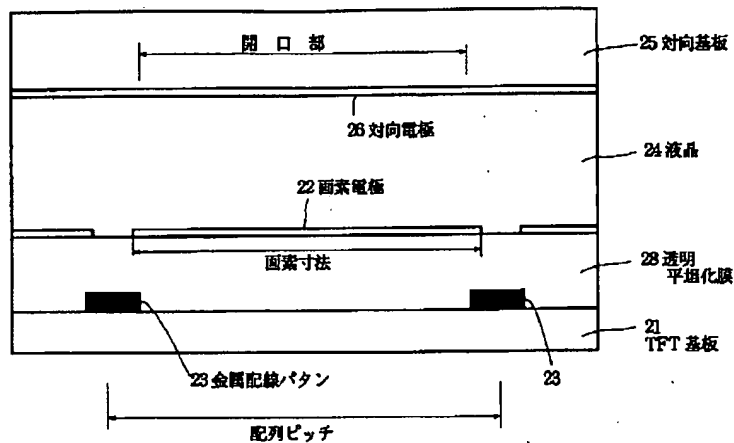 開 口 部
25 対向基板
26 対向電極
24 液晶
22 画素電極
画素寸法
28 透明
平坦化膜
21
TFT 基板
23 金属配線パタン
23
配列ピッチ